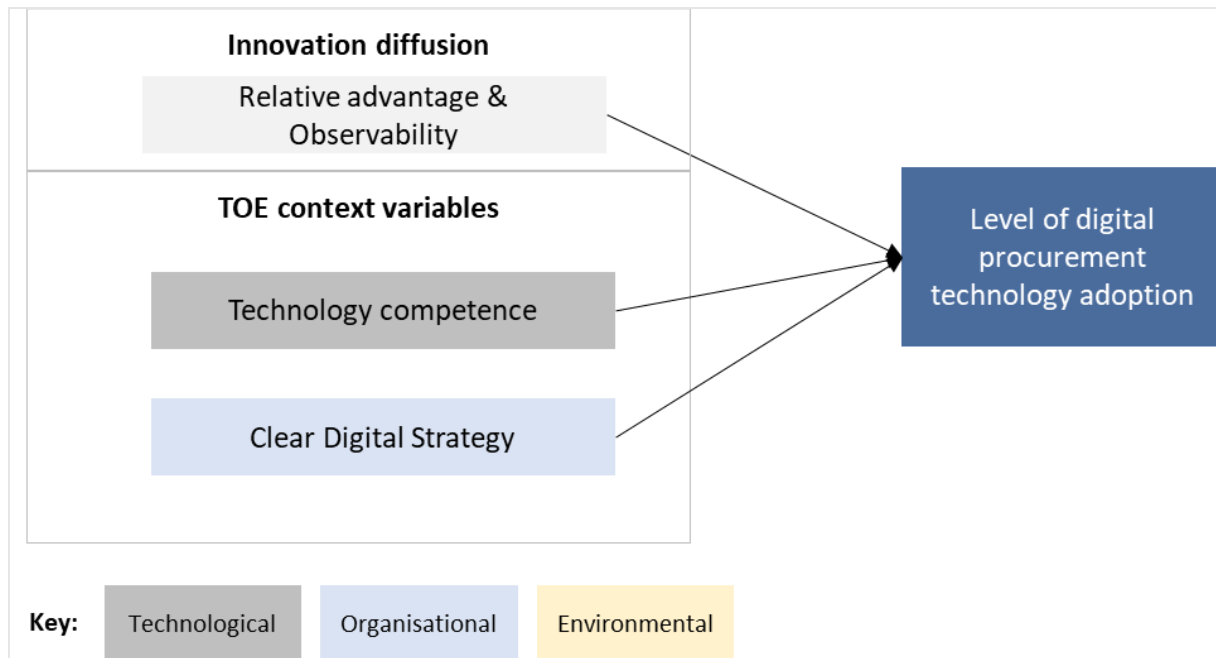 Innovation diffusion
Relative advantage &
Observability
TOE context variables
Technology competence
Clear Digital Strategy
Level of digital
procurement
technology adoption
Key:
Technological
Organisational
Environmental